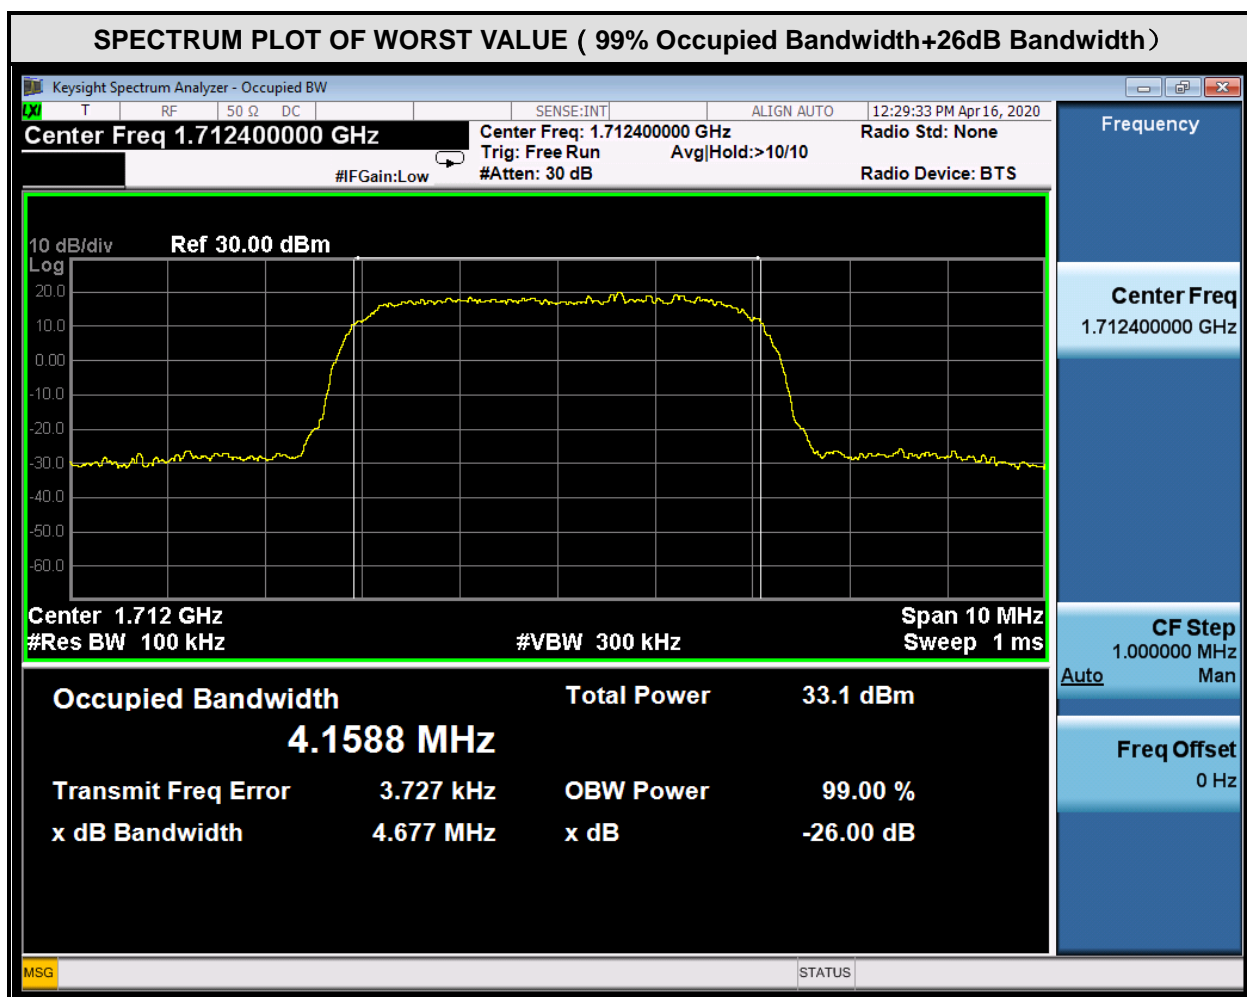 SPECTRUM PLOT OF WORST VALUE ( 99% Occupied Bandwidth+26dB Bandwidth）
Keysight Spectrum Analyzer - Occupied BW
LXI T RF 50 Ω DC SENSE:INT ALIGN AUTO 12:29:33 PM Apr 16, 2020
Center Freq 1.712400000 GHz
Center Freq: 1.712400000 GHz
Radio Std: None
Trig: Free Run Avg|Hold:>10/10
#IFGain:Low
#Atten: 30 dB
Radio Device: BTS
10 dB/div Ref 30.00 dBm
Log
20.0
10.0
0.00
-10.0
-20.0
-30.0
-40.0
-50.0
-60.0
Center 1.712 GHz Span 10 MHz
#Res BW 100 kHz #VBW 300 kHz Sweep 1 ms
Occupied Bandwidth Total Power 33.1 dBm
4.1588 MHz
Transmit Freq Error 3.727 kHz OBW Power 99.00 %
x dB Bandwidth 4.677 MHz x dB -26.00 dB
Frequency
Center Freq
1.712400000 GHz
CF Step
1.000000 MHz
Auto Man
Freq Offset
0 Hz
MSG STATUS